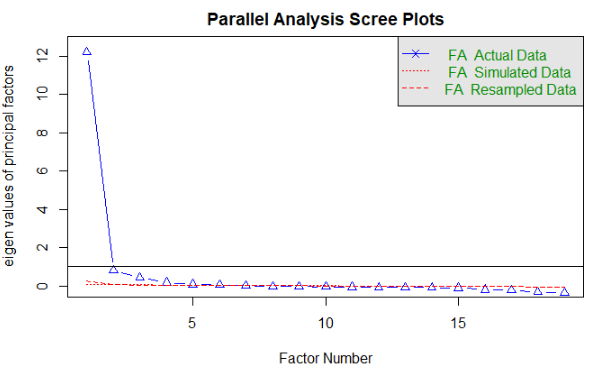 Parallel Analysis Scree Plots
eigen values of principal factors
12
10
8
6
4
2
0
FA Actual Data
FA Simulated Data
FA Resampled Data
5
10
15
Factor Number